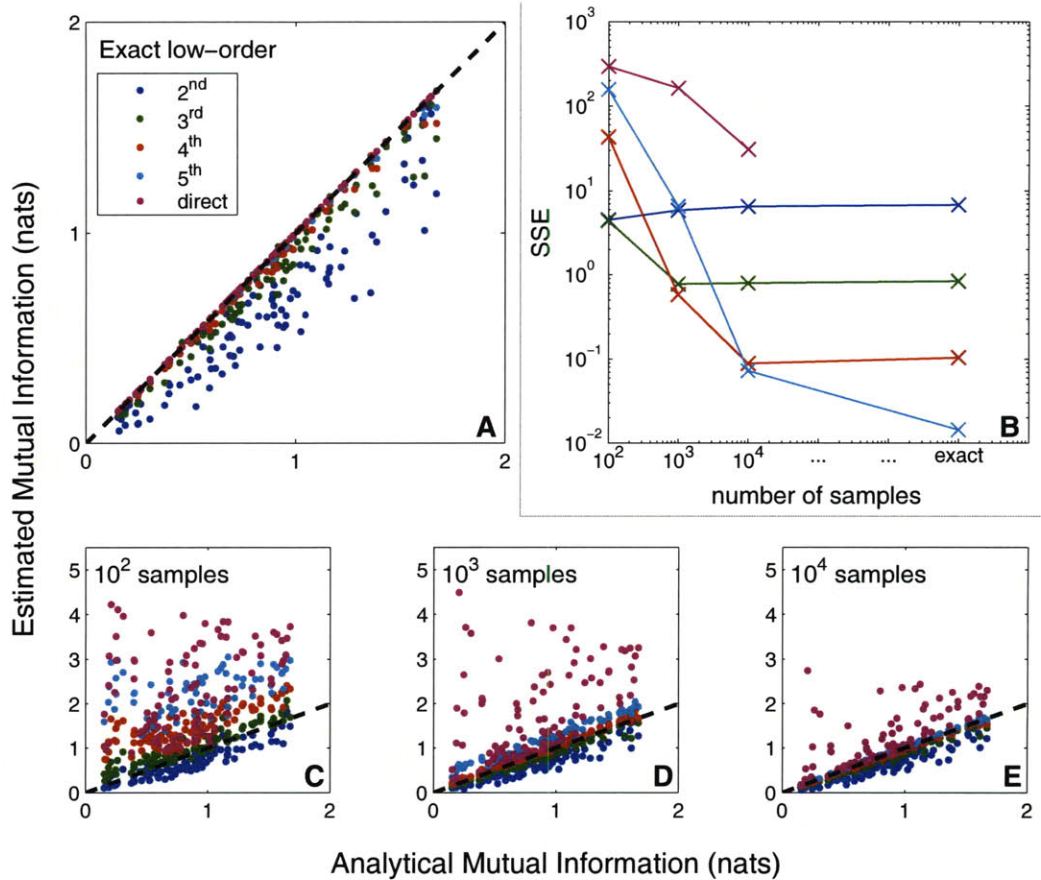 Estimated Mutual Information (nats)
2
1
0
0
1
2
Exact low-order
2nd
3rd
4th
5th
direct
A
SSE
10^3
10^2
10^1
10^0
10^-1
10^-2
10^2
10^3
10^4
...
...
exact
number of samples
B
10^2 samples
5
4
3
2
1
0
0
1
2
C
10^3 samples
5
4
3
2
1
0
0
1
2
D
10^4 samples
5
4
3
2
1
0
0
1
2
E
Analytical Mutual Information (nats)